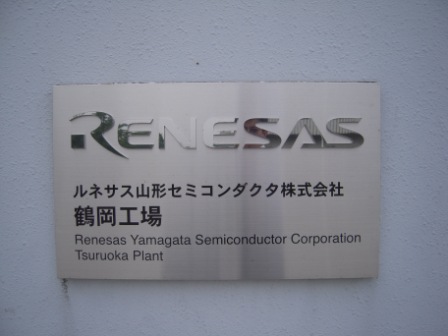 RENESAS
ルネサス山形セミコンダクタ株式会社
鶴岡工場
Renesas Yamagata Semiconductor Corporation
Tsuruoka Plant